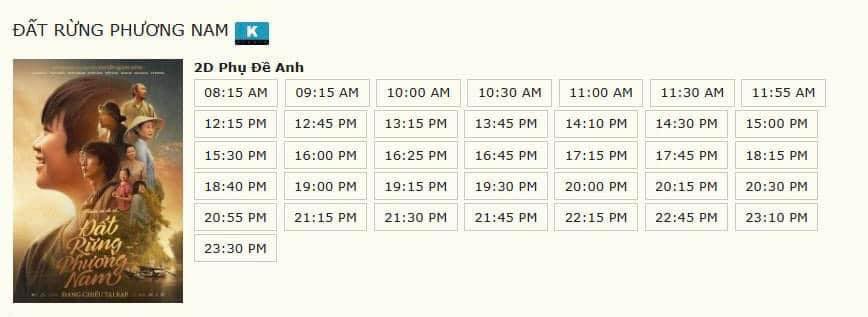 ĐẤT RỪNG PHƯƠNG NAM K
2D Phụ Đề Anh
08:15 AM 09:15 AM 10:00 AM 10:30 AM 11:00 AM 11:30 AM 11:55 AM
12:15 PM 12:45 PM 13:15 PM 13:45 PM 14:10 PM 14:30 PM 15:00 PM
15:30 PM 16:00 PM 16:25 PM 16:45 PM 17:15 PM 17:45 PM 18:15 PM
18:40 PM 19:00 PM 19:15 PM 19:30 PM 20:00 PM 20:15 PM 20:30 PM
20:55 PM 21:15 PM 21:30 PM 21:45 PM 22:15 PM 22:45 PM 23:10 PM
23:30 PM
Đất
Rừng
Phương
Nam
ĐANG CHIẾU TẠI RẠP